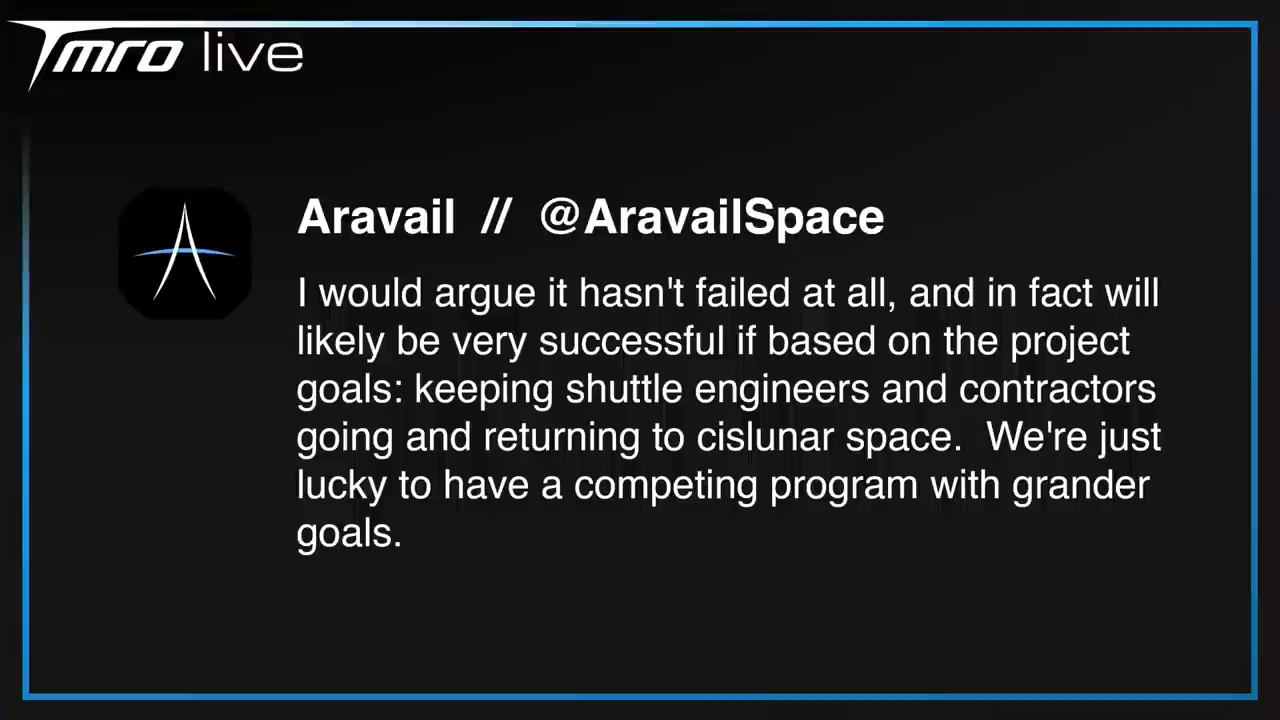 Tmro live
Aravail // @AravailSpace
I would argue it hasn't failed at all, and in fact will
likely be very successful if based on the project
goals: keeping shuttle engineers and contractors
going and returning to cislunar space.  We're just
lucky to have a competing program with grander
goals.